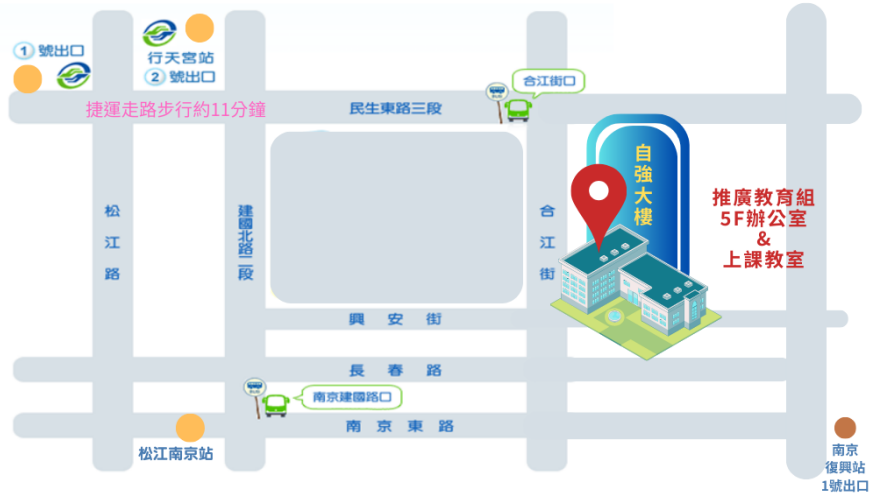 1 號出口
行天宮站
2 號出口
合江街口
捷運走路步行約11分鐘
民生東路三段
自強大樓
推廣教育組
5F辦公室
&
上課教室
松江路
建國北路二段
合江街
興安街
長春路
南京建國路口
南京東路
松江南京站
南京
復興站
1號出口